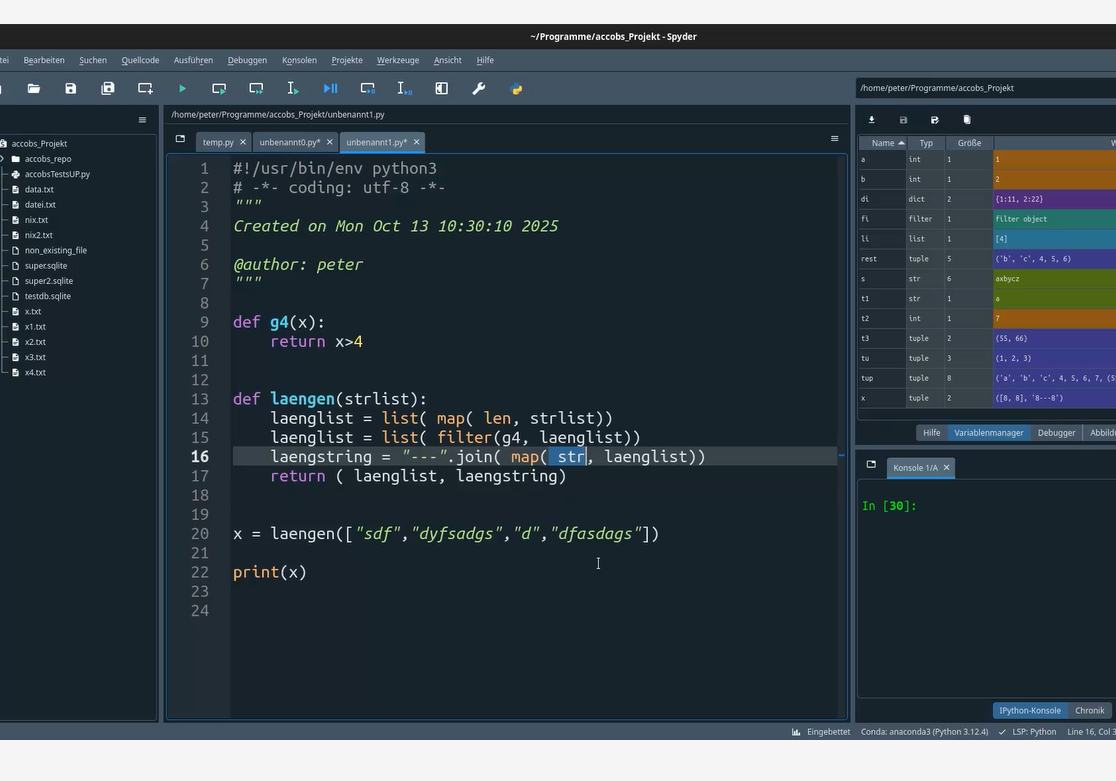 ~/Programme/accobs_Projekt - Spyder
tei Bearbeiten Suchen Quellcode Ausführen Debuggen Konsolen Projekte Werkzeuge Ansicht Hilfe
/home/peter/Programme/accobs_Projekt
/home/peter/Programme/accobs_Projekt/unbenannt1.py
temp.py unbenannt0.py* unbenannt1.py*
accobs_Projekt
accobs_repo
accobsTestsUP.py
data.txt
datei.txt
nix.txt
nix2.txt
non_existing_file
super.sqlite
super2.sqlite
testdb.sqlite
x.txt
x1.txt
x2.txt
x3.txt
x4.txt
1 #!/usr/bin/env python3
2 # -*- coding: utf-8 -*-
3 """
4 Created on Mon Oct 13 10:30:10 2025
5
6 @author: peter
7 """
8
9 def g4(x):
10 return x>4
11
12
13 def laengen(strlist):
14 laenglist = list( map( len, strlist))
15 laenglist = list( filter(g4, laenglist))
16 laengstring = "---".join( map( str, laenglist))
17 return ( laenglist, laengstring)
18
19
20 x = laengen(["sdf","dyfsadgs","d","dfasdags"])
21
22 print(x)
23
24
Name Typ Größe W
a int 1 1
b int 1 2
di dict 2 {1:11, 2:22}
fi filter 1 filter object
li list 1 [4]
rest tuple 5 ('b', 'c', 4, 5, 6)
s str 6 axbycz
t1 str 1 a
t2 int 1 7
t3 tuple 2 (55, 66)
tu tuple 3 (1, 2, 3)
tup tuple 8 ('a', 'b', 'c', 4, 5, 6, 7, (5
x tuple 2 ([8, 8], '8---8')
Hilfe Variablenmanager Debugger Abbild
Konsole 1/A
In [30]:
IPython-Konsole Chronik
Eingebettet Conda: anaconda3 (Python 3.12.4) LSP: Python Line 16, Col 3